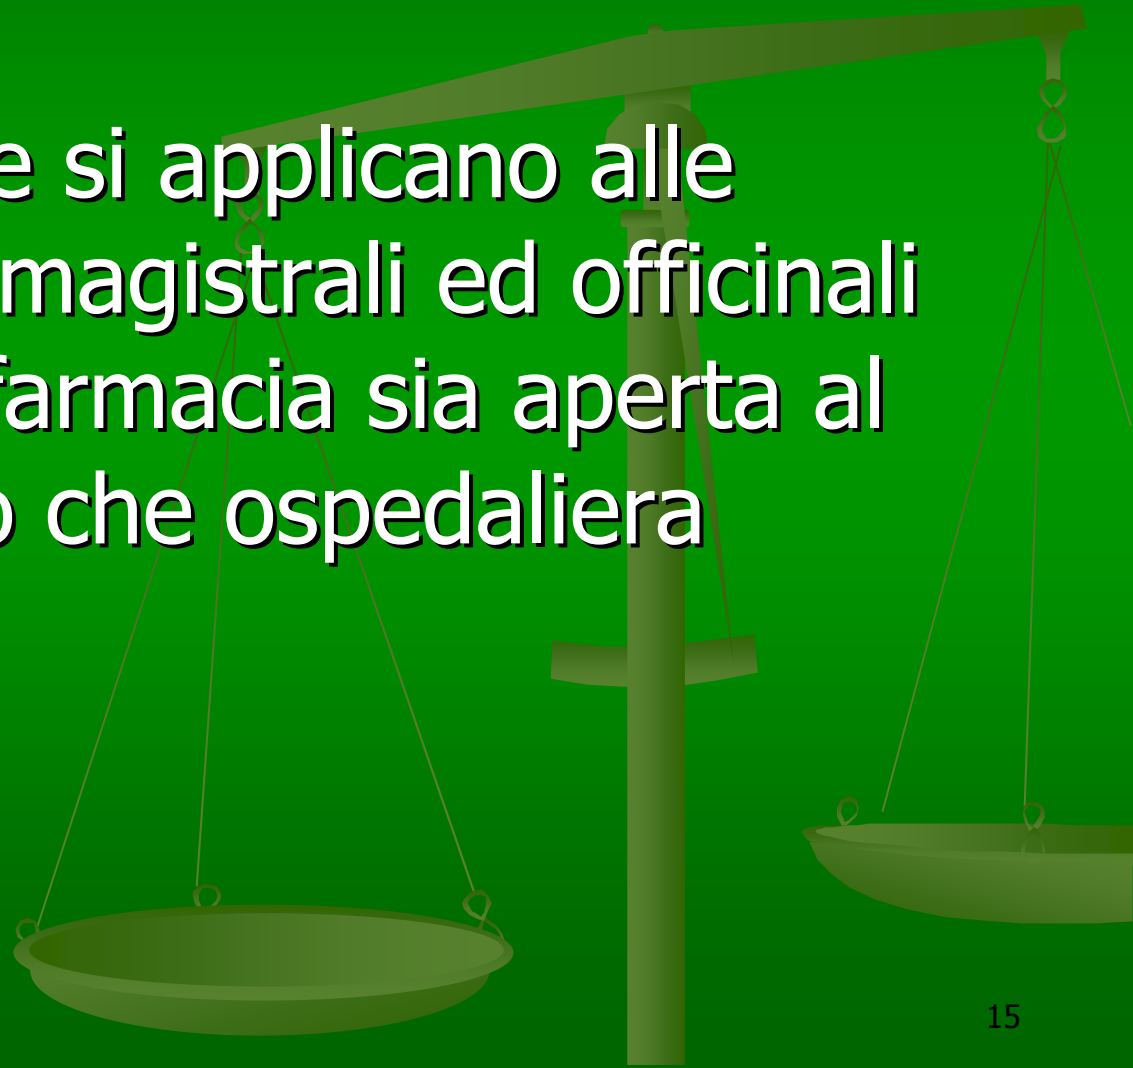 e si applicano alle
magistrali ed officinali
farmacia sia aperta al
o che ospedaliera
15